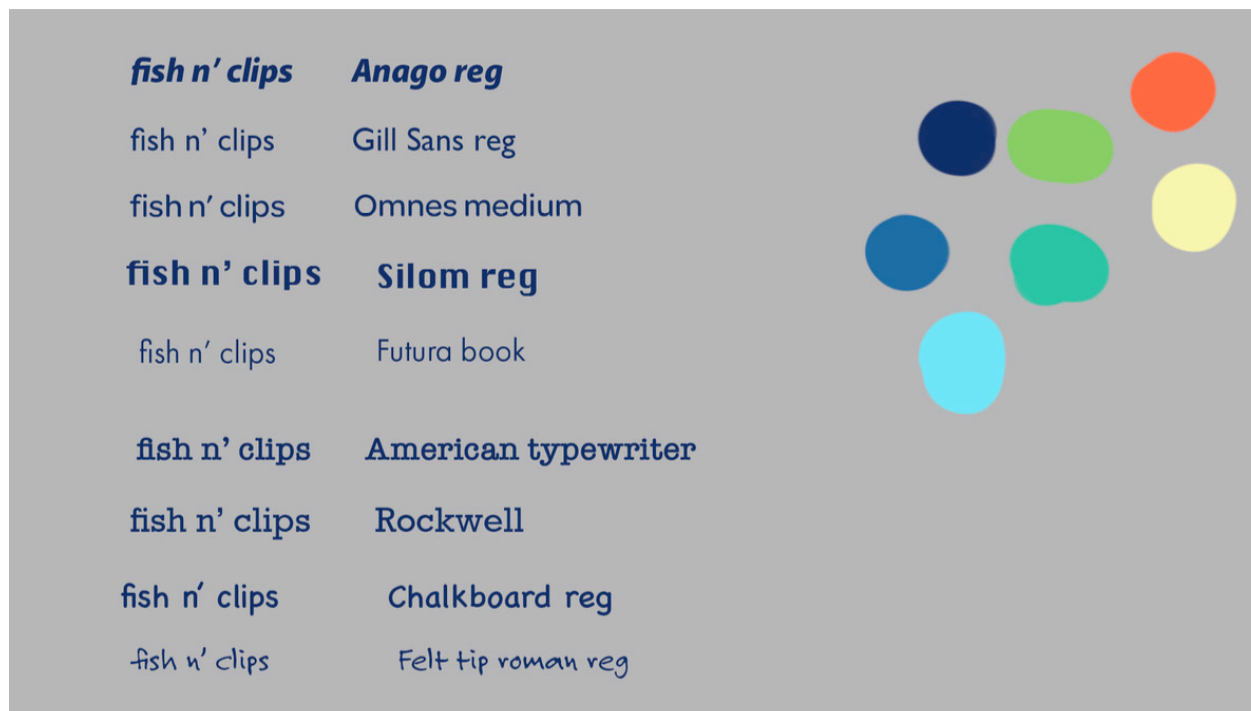 fish n’ clips Anago reg
fish n’ clips Gill Sans reg
fish n’ clips Omnes medium
fish n’ clips Silom reg
fish n’ clips Futura book
fish n’ clips American typewriter
fish n’ clips Rockwell
fish n’ clips Chalkboard reg
fish n’ clips Felt tip roman reg